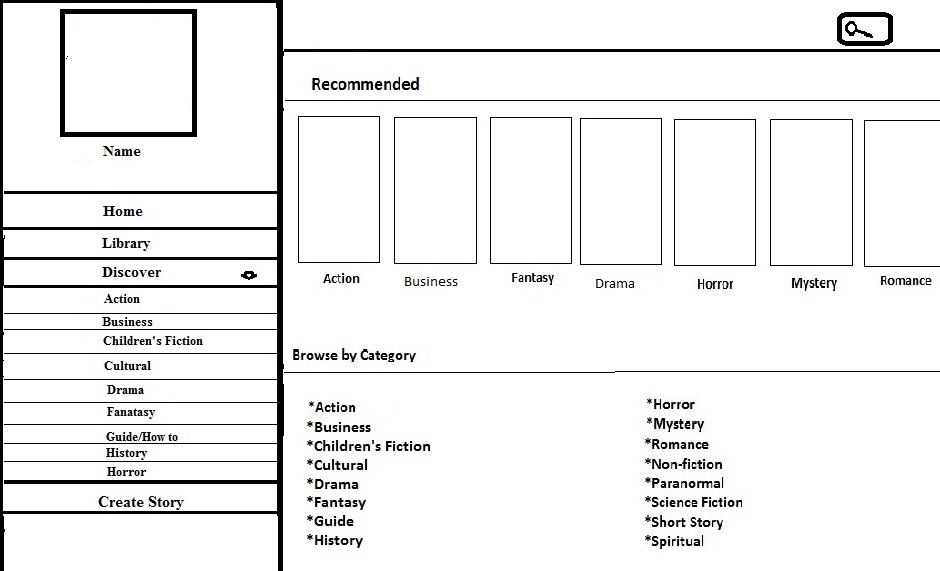 Name
Home
Library
Discover
Action
Business
Children's Fiction
Cultural
Drama
Fanatasy
Guide/How to
History
Horror
Create Story
Recommended
Action
Business
Fantasy
Drama
Horror
Mystery
Romance
Browse by Category
*Action
*Business
*Children's Fiction
*Cultural
*Drama
*Fantasy
*Guide
*History
*Horror
*Mystery
*Romance
*Non-fiction
*Paranormal
*Science Fiction
*Short Story
*Spiritual